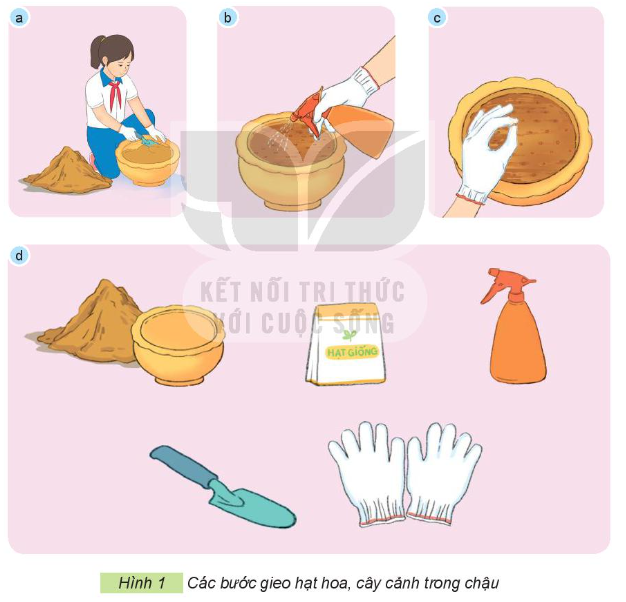 a
b
c
d
KẾT NỐI TRI THỨC
VỚI CUỘC SỐNG
HẠT GIỐNG
Hình 1 Các bước gieo hạt hoa, cây cảnh trong chậu